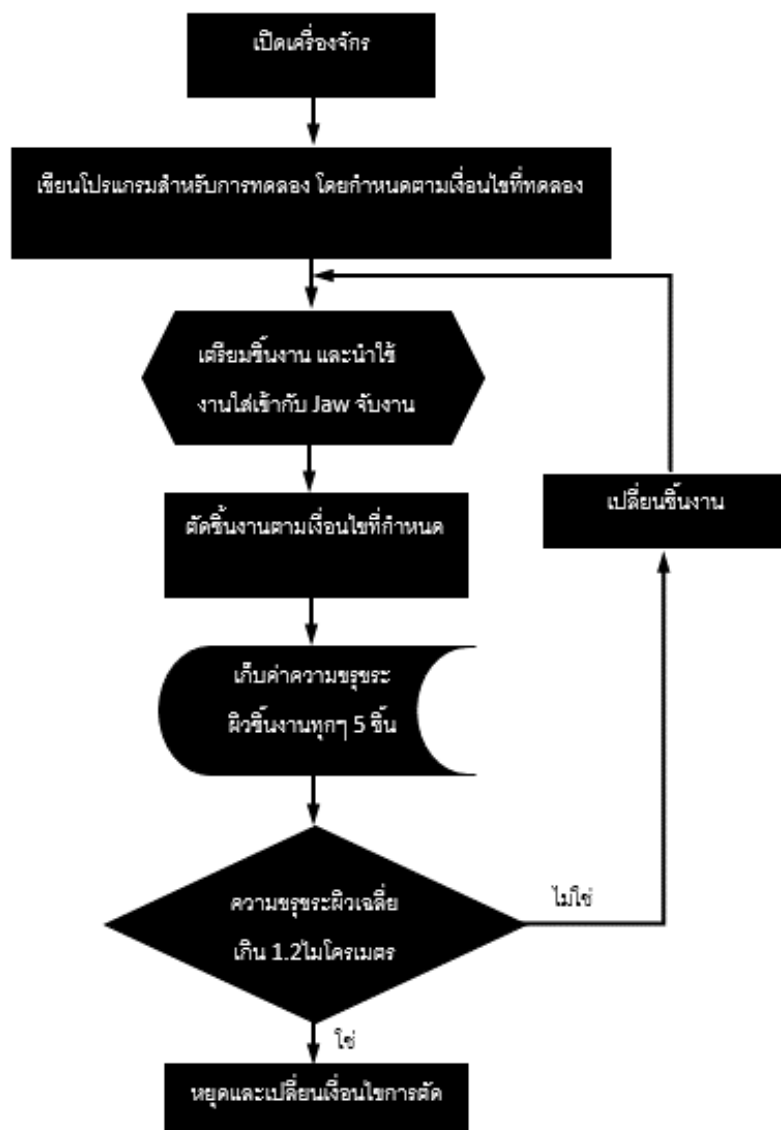 เปิดเครื่องจักร
เขียนโปรแกรมสำหรับการทดลอง โดยกำหนดตามเงื่อนไขที่ทดลอง
เตรียมชิ้นงาน และนำใช้
งานใส่เข้ากับ Jaw จับงาน
ตัดชิ้นงานตามเงื่อนไขที่กำหนด
เปลี่ยนชิ้นงาน
เก็บค่าความขรุขระ
ผิวชิ้นงานทุกๆ 5 ชิ้น
ความขรุขระผิวเฉลี่ย
เกิน 1.2ไมโครเมตร
ไม่ใช่
ใช่
หยุดและเปลี่ยนเงื่อนไขการตัด